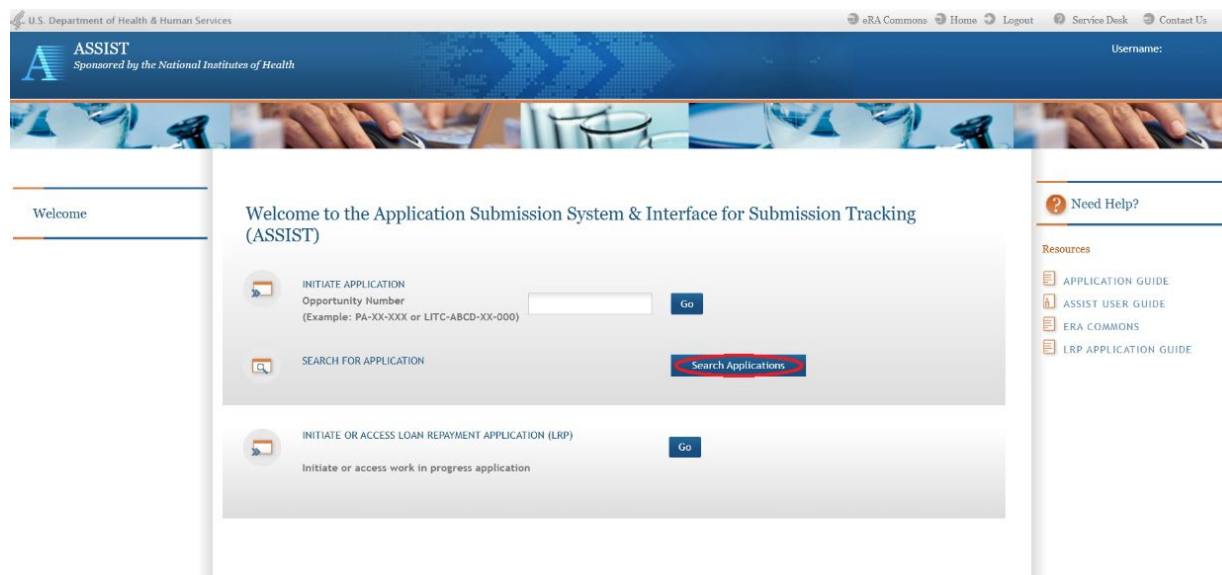 U.S. Department of Health & Human Services
eRA Commons Home Logout Service Desk Contact Us
ASSIST
Sponsored by the National Institutes of Health
Username:
Welcome
Welcome to the Application Submission System & Interface for Submission Tracking
(ASSIST)
INITIATE APPLICATION
Opportunity Number
(Example: PA-XX-XXX or LITC-ABCD-XX-000)
Go
SEARCH FOR APPLICATION
Search Applications
INITIATE OR ACCESS LOAN REPAYMENT APPLICATION (LRP)
Go
Initiate or access work in progress application
Need Help?
Resources
APPLICATION GUIDE
ASSIST USER GUIDE
ERA COMMONS
LRP APPLICATION GUIDE